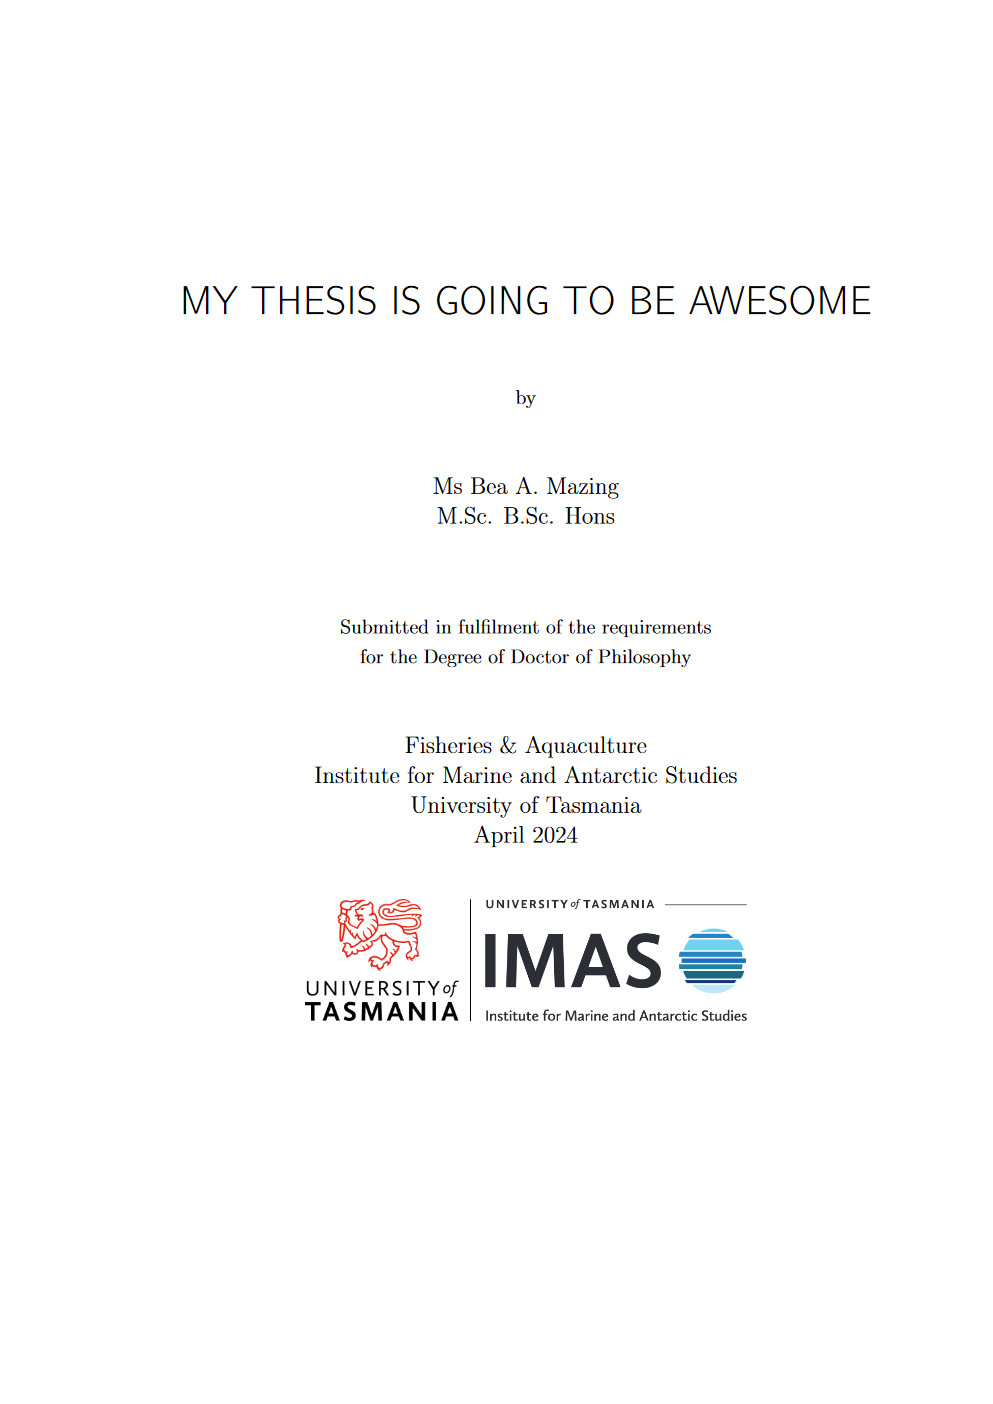 MY THESIS IS GOING TO BE AWESOME
by
Ms Bea A. Mazing
M.Sc. B.Sc. Hons
Submitted in fulfilment of the requirements
for the Degree of Doctor of Philosophy
Fisheries & Aquaculture
Institute for Marine and Antarctic Studies
University of Tasmania
April 2024
UNIVERSITY of
TASMANIA
UNIVERSITY of TASMANIA
IMAS
Institute for Marine and Antarctic Studies